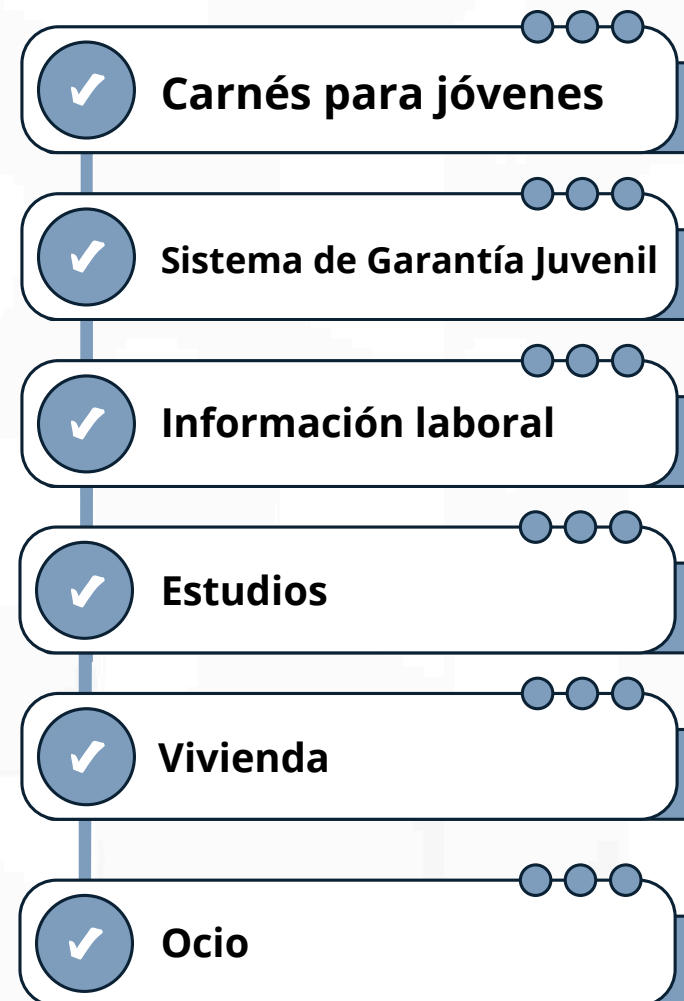 Carnés para jóvenes
Sistema de Garantía Juvenil
Información laboral
Estudios
Vivienda
Ocio